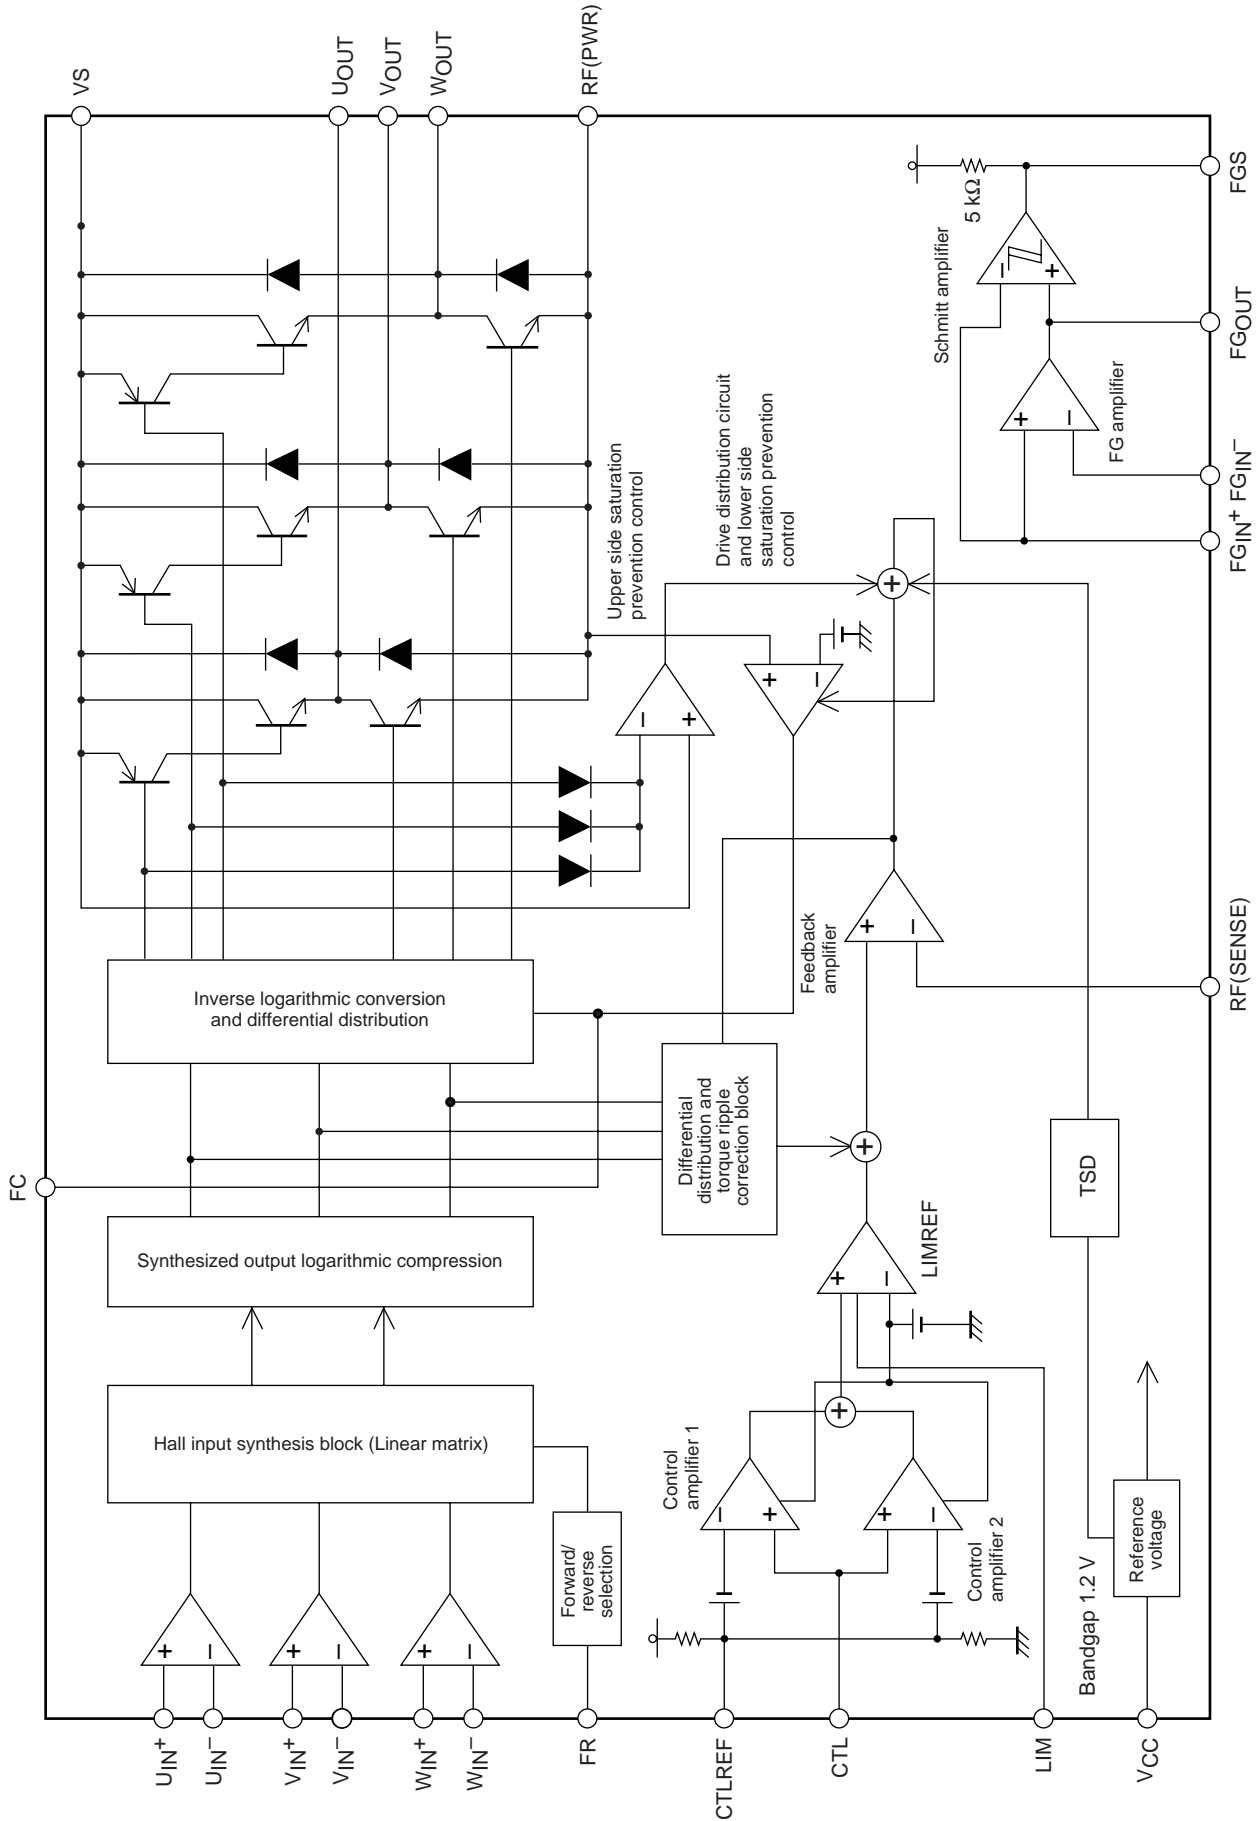 VS
UOUT
VOUT
WOUT
RF(PWR)
FC
Upper side saturation
prevention control
Drive distribution circuit
and lower side
saturation prevention
control
Schmitt amplifier
5 kΩ
FG amplifier
FGS
FGOUT
FGIN−
FGIN+
Inverse logarithmic conversion
and differential distribution
Feedback
amplifier
RF(SENSE)
Differential
distribution and
torque ripple
correction block
Synthesized output logarithmic compression
LIMREF
TSD
Hall input synthesis block (Linear matrix)
Control
amplifier 1
Control
amplifier 2
Forward/
reverse
selection
Reference
voltage
Bandgap 1.2 V
UIN+
UIN−
VIN+
VIN−
WIN+
WIN−
FR
CTLREF
CTL
LIM
VCC
+
−
+
−
+
−
−
+
+
−
+
+
−
+
+
−
+
−
+
−
+
+
−
−
+